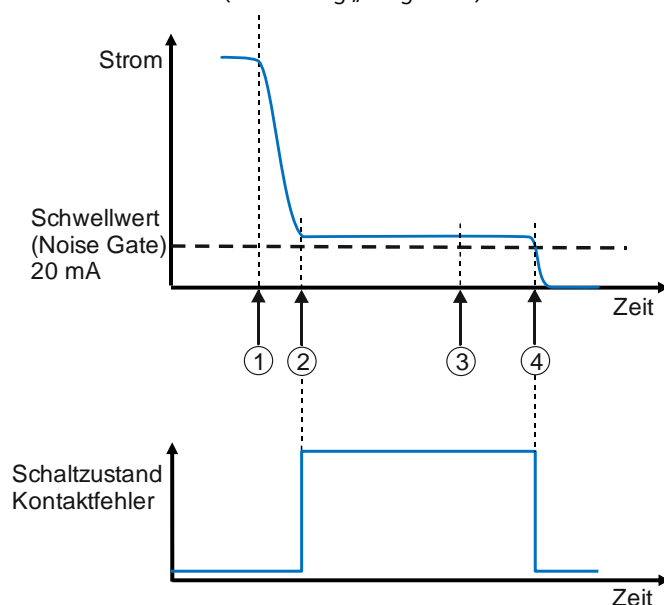 Strom
Schwellwert
(Noise Gate)
20 mA
Zeit
1 2 3 4
Schaltzustand
Kontaktfehler
Zeit